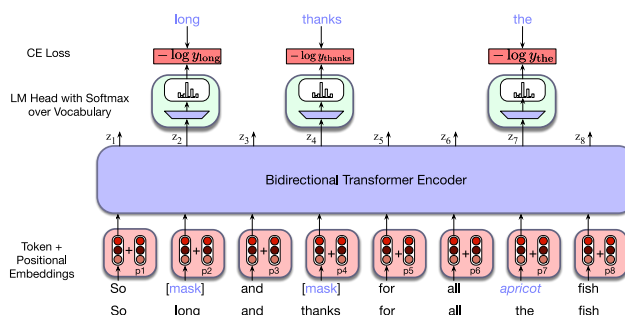 long thanks the
CE Loss − log y_long − log y_thanks − log y_the
LM Head with Softmax
over Vocabulary
z1 z2 z3 z4 z5 z6 z7 z8
Bidirectional Transformer Encoder
Token +
Positional
Embeddings
+ + + + + + + +
p1 p2 p3 p4 p5 p6 p7 p8
So [mask] and [mask] for all apricot fish
So long and thanks for all the fish